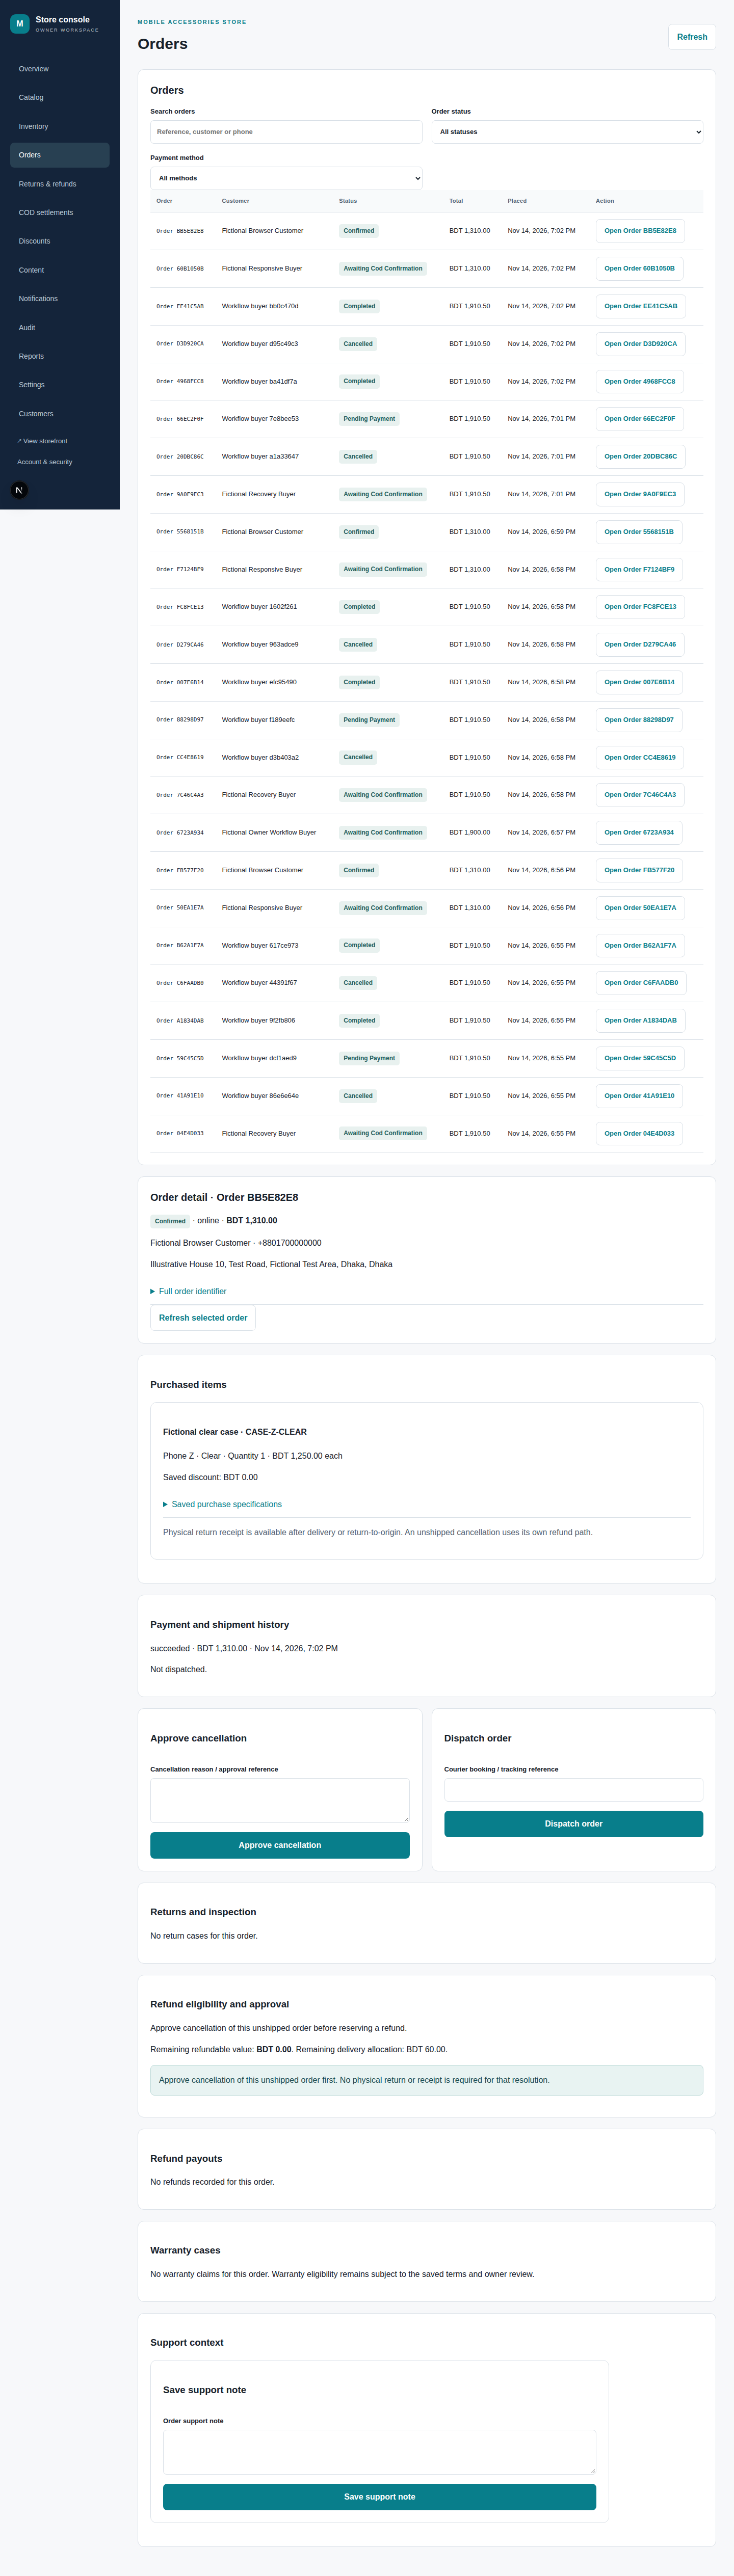 M
Store console
OWNER WORKSPACE
Overview
Catalog
Inventory
Orders
Returns & refunds
COD settlements
Discounts
Content
Notifications
Audit
Reports
Settings
Customers
↗ View storefront
Account & security
N
MOBILE ACCESSORIES STORE
Orders
Refresh
Orders
Search orders
Reference, customer or phone
Order status
All statuses
Payment method
All methods
Order Customer Status Total Placed Action
Order BB5E82E8 Fictional Browser Customer Confirmed BDT 1,310.00 Nov 14, 2026, 7:02 PM Open Order BB5E82E8
Order 60B1050B Fictional Responsive Buyer Awaiting Cod Confirmation BDT 1,310.00 Nov 14, 2026, 7:02 PM Open Order 60B1050B
Order EE41C5AB Workflow buyer bb0c470d Completed BDT 1,910.50 Nov 14, 2026, 7:02 PM Open Order EE41C5AB
Order D3D920CA Workflow buyer d95c49c3 Cancelled BDT 1,910.50 Nov 14, 2026, 7:02 PM Open Order D3D920CA
Order 4968FCC8 Workflow buyer ba41df7a Completed BDT 1,910.50 Nov 14, 2026, 7:02 PM Open Order 4968FCC8
Order 66EC2F0F Workflow buyer 7e8bee53 Pending Payment BDT 1,910.50 Nov 14, 2026, 7:01 PM Open Order 66EC2F0F
Order 20DBC86C Workflow buyer a1a33647 Cancelled BDT 1,910.50 Nov 14, 2026, 7:01 PM Open Order 20DBC86C
Order 9A0F9EC3 Fictional Recovery Buyer Awaiting Cod Confirmation BDT 1,910.50 Nov 14, 2026, 7:01 PM Open Order 9A0F9EC3
Order 5568151B Fictional Browser Customer Confirmed BDT 1,310.00 Nov 14, 2026, 6:59 PM Open Order 5568151B
Order F7124BF9 Fictional Responsive Buyer Awaiting Cod Confirmation BDT 1,310.00 Nov 14, 2026, 6:58 PM Open Order F7124BF9
Order FC8FCE13 Workflow buyer 1602f261 Completed BDT 1,910.50 Nov 14, 2026, 6:58 PM Open Order FC8FCE13
Order D279CA46 Workflow buyer 963adce9 Cancelled BDT 1,910.50 Nov 14, 2026, 6:58 PM Open Order D279CA46
Order 007E6B14 Workflow buyer efc95490 Completed BDT 1,910.50 Nov 14, 2026, 6:58 PM Open Order 007E6B14
Order 88298D97 Workflow buyer f189eefc Pending Payment BDT 1,910.50 Nov 14, 2026, 6:58 PM Open Order 88298D97
Order CC4E8619 Workflow buyer d3b403a2 Cancelled BDT 1,910.50 Nov 14, 2026, 6:58 PM Open Order CC4E8619
Order 7C46C4A3 Fictional Recovery Buyer Awaiting Cod Confirmation BDT 1,910.50 Nov 14, 2026, 6:58 PM Open Order 7C46C4A3
Order 6723A934 Fictional Owner Workflow Buyer Awaiting Cod Confirmation BDT 1,900.00 Nov 14, 2026, 6:57 PM Open Order 6723A934
Order FB577F20 Fictional Browser Customer Confirmed BDT 1,310.00 Nov 14, 2026, 6:56 PM Open Order FB577F20
Order 50EA1E7A Fictional Responsive Buyer Awaiting Cod Confirmation BDT 1,310.00 Nov 14, 2026, 6:56 PM Open Order 50EA1E7A
Order B62A1F7A Workflow buyer 617ce973 Completed BDT 1,910.50 Nov 14, 2026, 6:55 PM Open Order B62A1F7A
Order C6FAADB0 Workflow buyer 44391f67 Cancelled BDT 1,910.50 Nov 14, 2026, 6:55 PM Open Order C6FAADB0
Order A1834DAB Workflow buyer 9f2fb806 Completed BDT 1,910.50 Nov 14, 2026, 6:55 PM Open Order A1834DAB
Order 59C45C5D Workflow buyer dcf1aed9 Pending Payment BDT 1,910.50 Nov 14, 2026, 6:55 PM Open Order 59C45C5D
Order 41A91E10 Workflow buyer 86e6e64e Cancelled BDT 1,910.50 Nov 14, 2026, 6:55 PM Open Order 41A91E10
Order 04E4D033 Fictional Recovery Buyer Awaiting Cod Confirmation BDT 1,910.50 Nov 14, 2026, 6:55 PM Open Order 04E4D033
Order detail · Order BB5E82E8
Confirmed · online · BDT 1,310.00
Fictional Browser Customer · +8801700000000
Illustrative House 10, Test Road, Fictional Test Area, Dhaka, Dhaka
▶ Full order identifier
Refresh selected order
Purchased items
Fictional clear case · CASE-Z-CLEAR
Phone Z · Clear · Quantity 1 · BDT 1,250.00 each
Saved discount: BDT 0.00
▶ Saved purchase specifications
Physical return receipt is available after delivery or return-to-origin. An unshipped cancellation uses its own refund path.
Payment and shipment history
succeeded · BDT 1,310.00 · Nov 14, 2026, 7:02 PM
Not dispatched.
Approve cancellation
Cancellation reason / approval reference
Approve cancellation
Dispatch order
Courier booking / tracking reference
Dispatch order
Returns and inspection
No return cases for this order.
Refund eligibility and approval
Approve cancellation of this unshipped order before reserving a refund.
Remaining refundable value: BDT 0.00. Remaining delivery allocation: BDT 60.00.
Approve cancellation of this unshipped order first. No physical return or receipt is required for that resolution.
Refund payouts
No refunds recorded for this order.
Warranty cases
No warranty claims for this order. Warranty eligibility remains subject to the saved terms and owner review.
Support context
Save support note
Order support note
Save support note